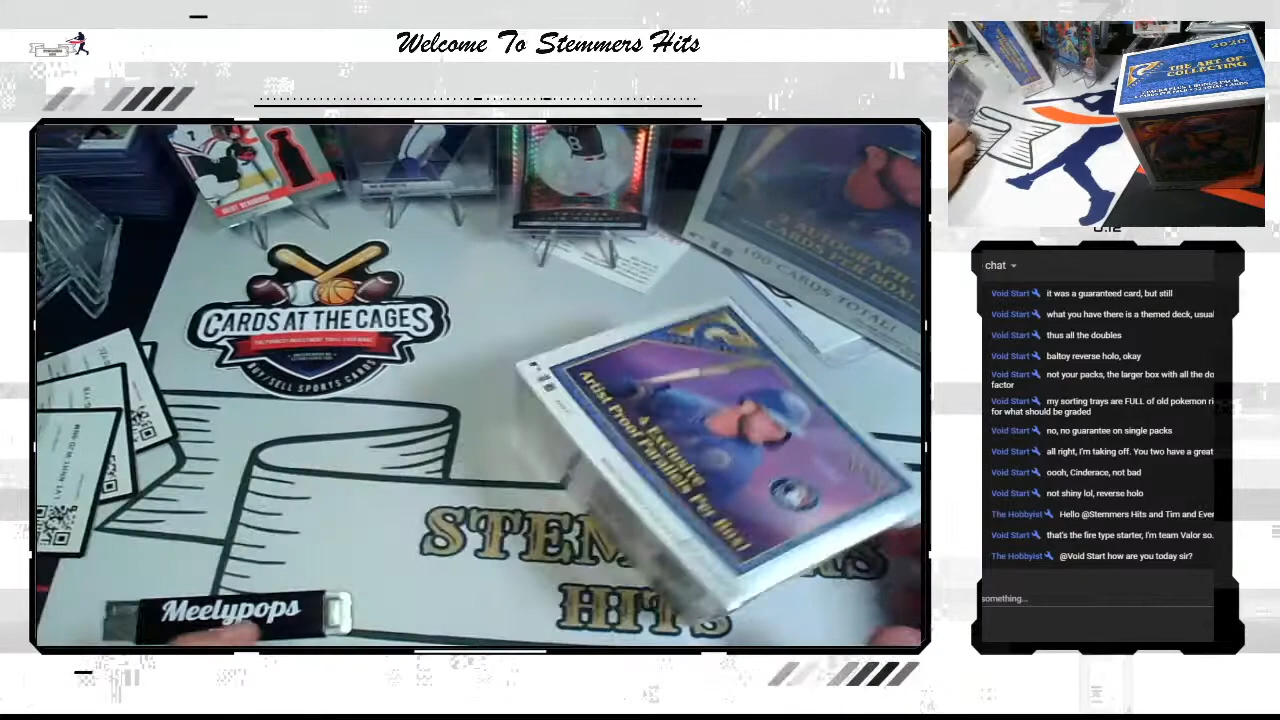 Welcome To Stemmers Hits
2020
THE ART OF
COLLECTING
CARDS AT THE CAGES
BUY/SELL SPORTS CARDS
2 AUTOGRAPH
CARDS PER BOX!
100 CARDS TOTAL!
4 Exclusive
Artist Proof Parallels Per Box!
STEM
HITS
Meelypops
chat
Void Start it was a guaranteed card, but still
Void Start what you have there is a themed deck, usual
Void Start thus all the doubles
Void Start baltoy reverse holo, okay
Void Start not your packs, the larger box with all the do
factor
Void Start my sorting trays are FULL of old pokemon ri
for what should be graded
Void Start no, no guarantee on single packs
Void Start all right, I'm taking off. You two have a great
Void Start oooh, Cinderace, not bad
Void Start not shiny lol, reverse holo
The Hobbyist Hello @Stemmers Hits and Tim and Ever
Void Start that's the fire type starter, I'm team Valor so.
The Hobbyist @Void Start how are you today sir?
something...